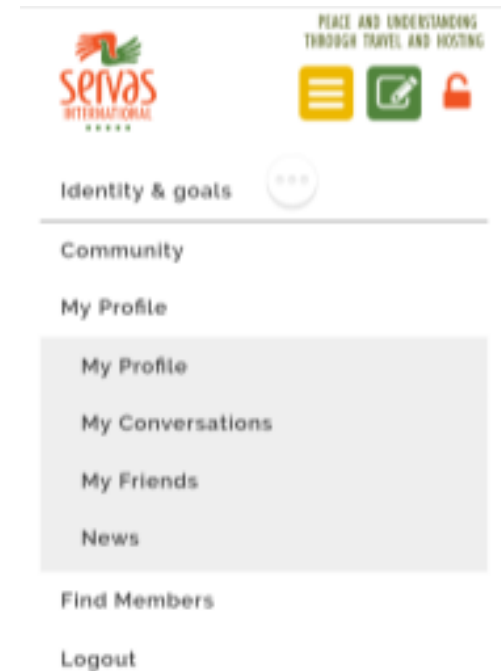 PEACE AND UNDERSTANDING
THROUGH TRAVEL AND HOSTING
servas
INTERNATIONAL
Identity & goals
Community
My Profile
My Profile
My Conversations
My Friends
News
Find Members
Logout